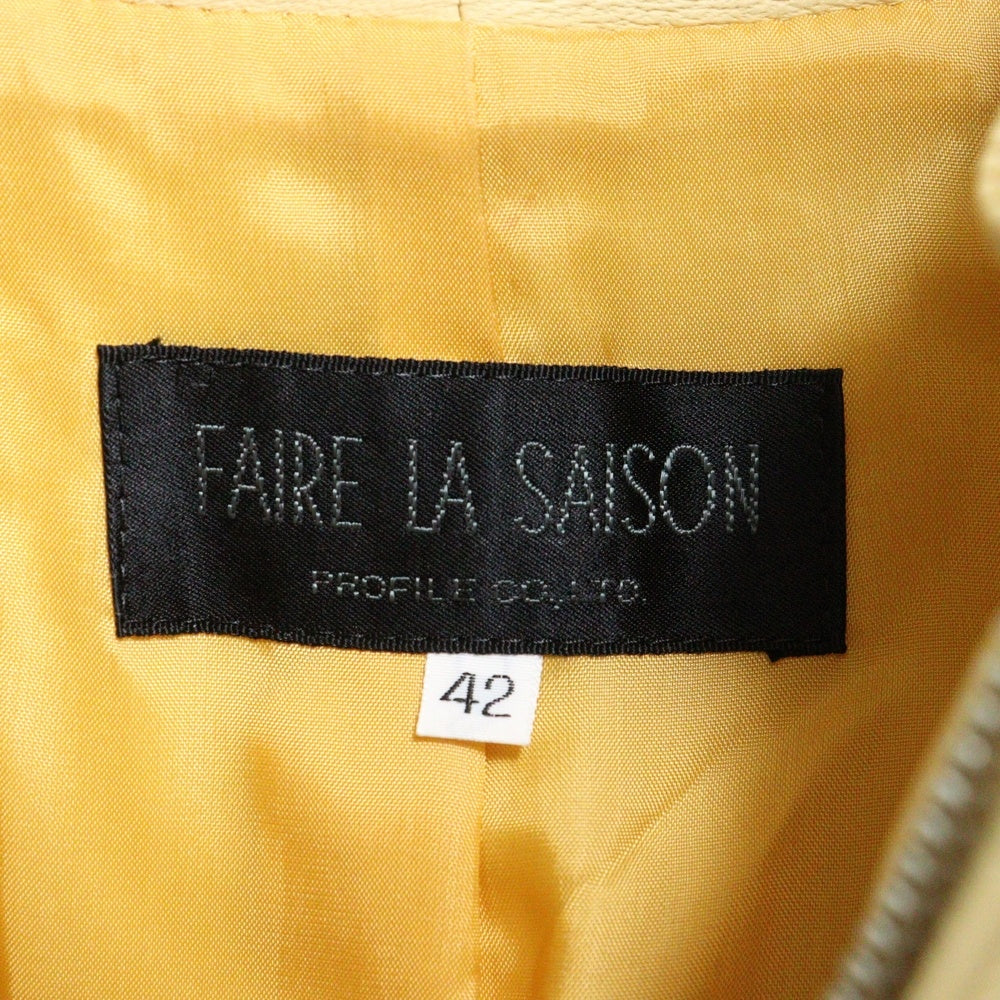 FAIRE LA SAISON
PROFILE CO.,LTD.
42